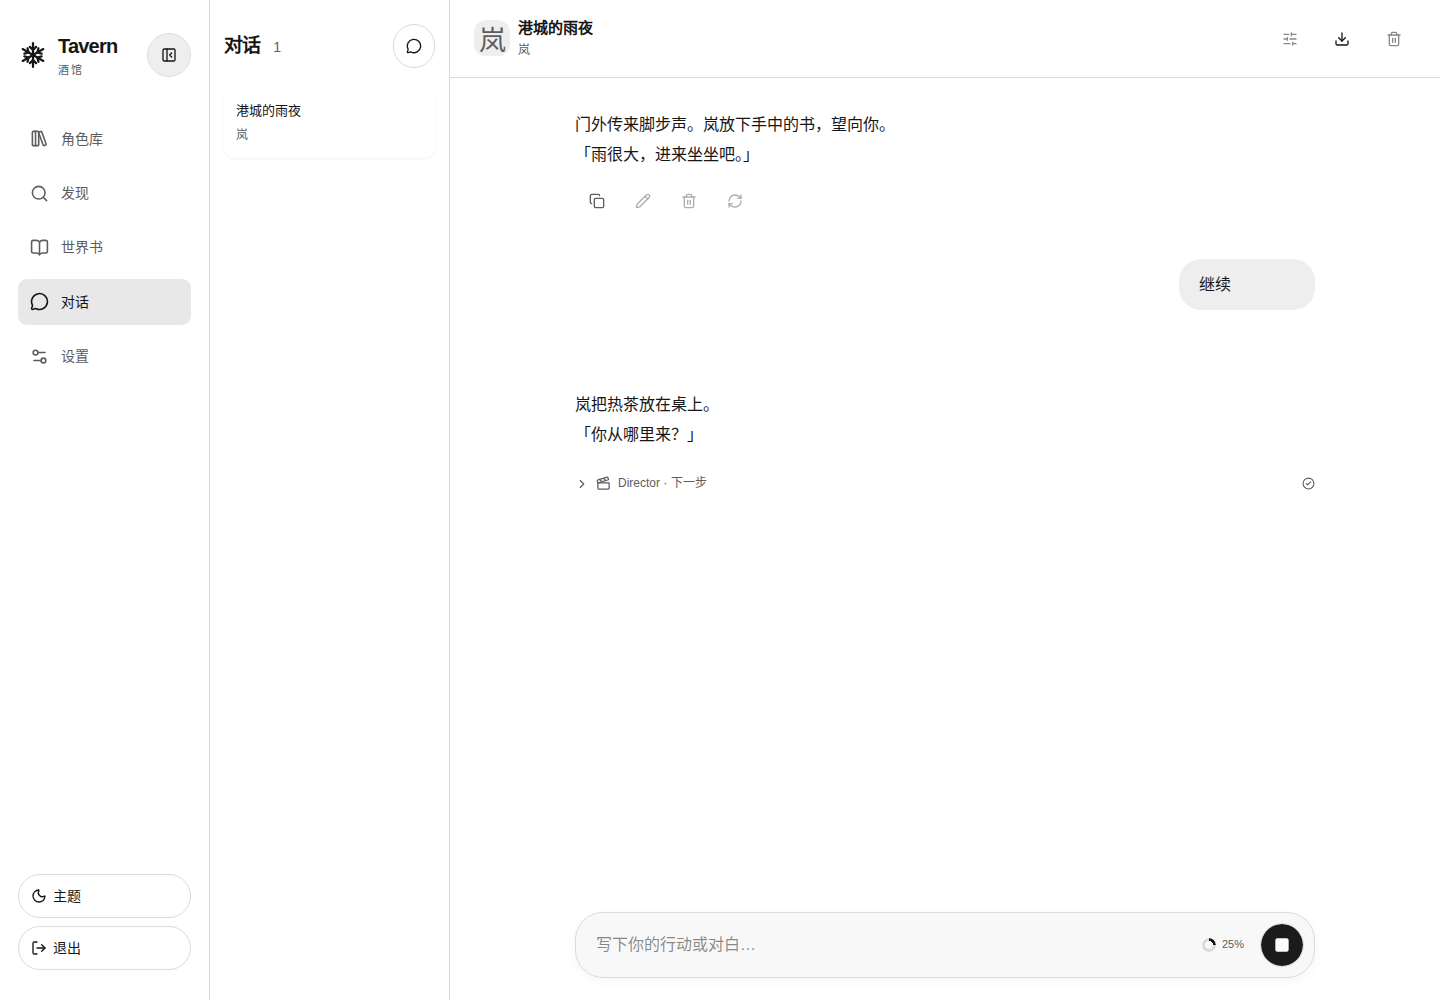 Tavern
酒馆
角色库
发现
世界书
对话
设置
主题
退出
对话 1
港城的雨夜
岚
岚
港城的雨夜
岚
门外传来脚步声。岚放下手中的书，望向你。
「雨很大，进来坐坐吧。」
继续
岚把热茶放在桌上。
「你从哪里来？」
Director · 下一步
写下你的行动或对白…
25%